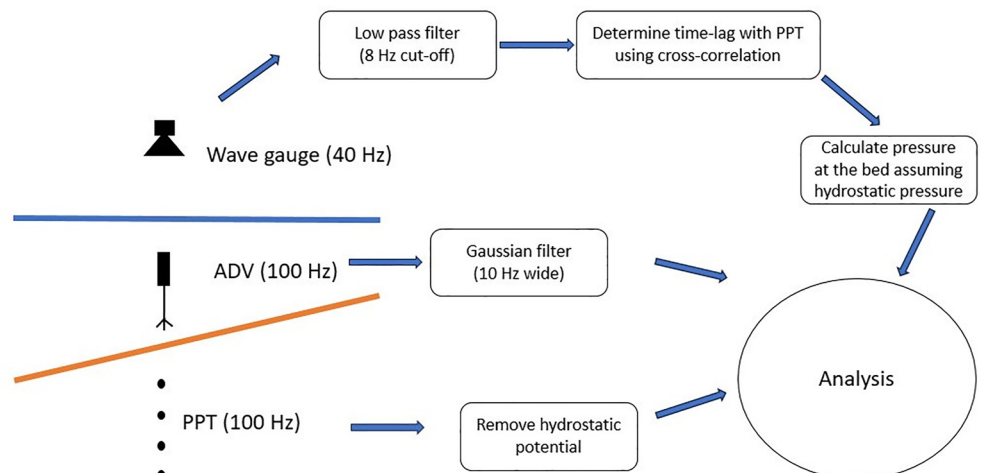 Low pass filter
(8 Hz cut-off)
Determine time-lag with PPT
using cross-correlation
Wave gauge (40 Hz)
Calculate pressure
at the bed assuming
hydrostatic pressure
ADV (100 Hz)
Gaussian filter
(10 Hz wide)
Analysis
PPT (100 Hz)
Remove hydrostatic
potential